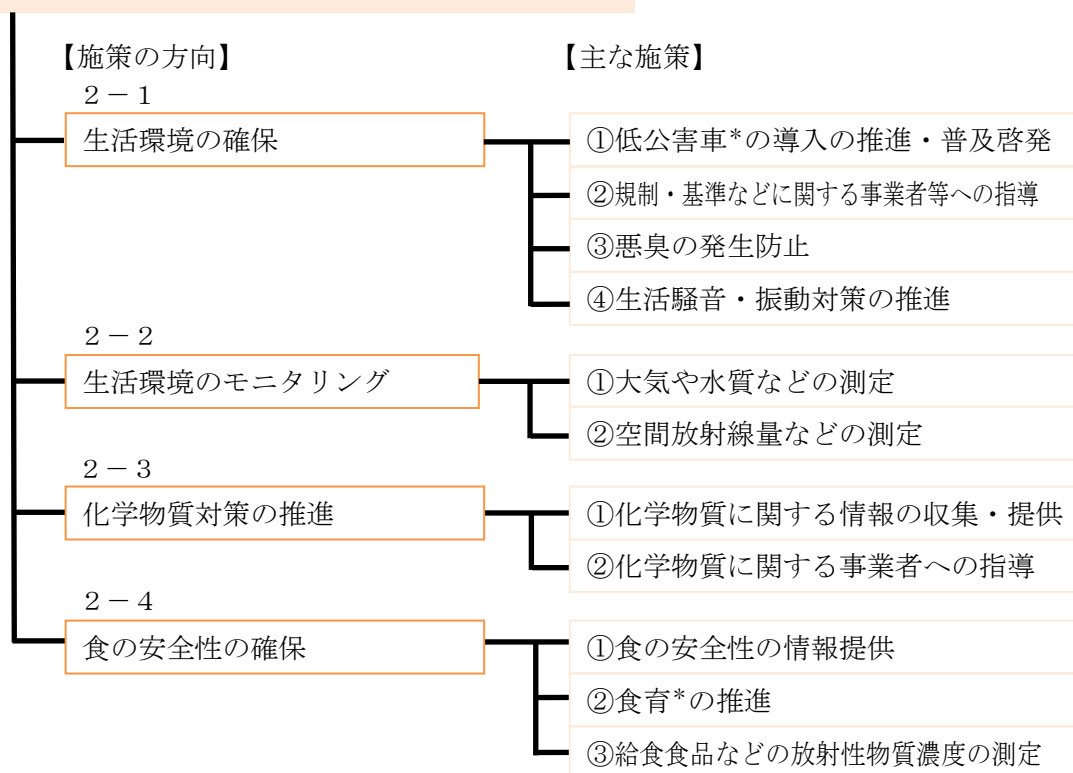 【施策の方向】
【主な施策】
2-1
生活環境の確保
①低公害車*の導入の推進・普及啓発
②規制・基準などに関する事業者等への指導
③悪臭の発生防止
④生活騒音・振動対策の推進
2-2
生活環境のモニタリング
①大気や水質などの測定
②空間放射線量などの測定
2-3
化学物質対策の推進
①化学物質に関する情報の収集・提供
②化学物質に関する事業者への指導
2-4
食の安全性の確保
①食の安全性の情報提供
②食育*の推進
③給食食品などの放射性物質濃度の測定